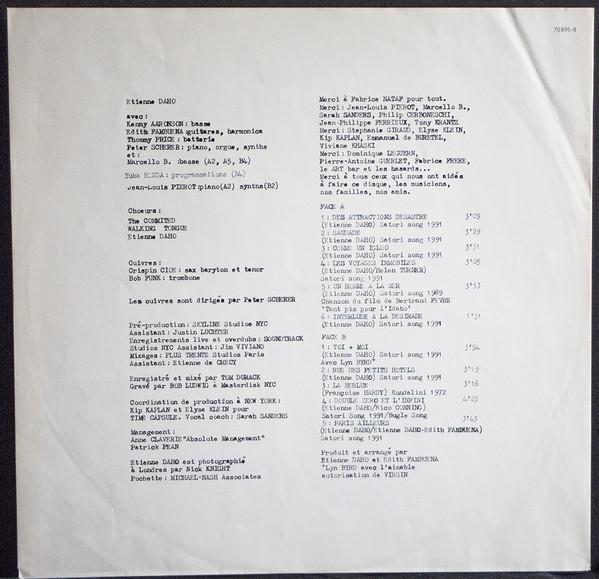 70895-8
Etienne DAHO
avec:
Kenny AARONSON: basse
Edith FAMBUENA guitares, harmonica
Thommy PRICE: batterie
Peter SCHERER: piano, orgue, synths
et:
Marcello B. :basse (A2, A5, B4)
Yuka HONDA: programmations (B4)
Jean-Louis PIEROT:piano(A2) synths(B2)
Choeurs:
The COMMITED
WALKING TONGUE
Etienne DAHO
Cuivres:
Crispin CIOE: sax baryton et tenor
Bob FUNK: trombone
Les cuivres sont dirigés par Peter SCHERER
Pré-production: SKYLINE Studios NYC
Assistant: Justin LUCHTER
Enregistrements live et overdubs: SOUNDTRACK
Studios NYC Assistant: Jim VIVIANO
Mixages: PLUS TRENTE Studios Paris
Assistant: Etienne de CRECY
Enregistré et mixé par TOM DURACK
Gravé par BOB LUDWIG à Masterdisk NYC
Coordination de production à NEW YORK:
Kip KAPLAN et Elyse KLEIN pour
TIME CAPSULE. Vocal coach: Sarah SANDERS
Management:
Anne CLAVERIE"Absolute Management"
Patrick PEAN
Etienne DAHO est photographié
à Londres par Nick KNIGHT
Pochette: MICHAEL-NASH Associates
Merci à Fabrice NATAF pour tout.
Merci: Jean-Louis PIEROT, Marcello B.,
Sarah SANDERS, Philip CERBONESCHI,
Jean-Philippe FERRIEUX, Tony KRANTZ
Merci: Stephanie GIRAUD, Elyse KLEIN,
Kip KAPLAN, Emmanuel de BURETEL,
Viviane KHASKI
Merci: Dominique LEGUERN,
Pierre-Antoine GUERLET, Fabrice FRERE,
le ART bar et les hasards...
Merci à tous ceux qui nous ont aidés
à faire ce disque, les musiciens,
nos familles, nos amis.
FACE A
1: DES ATTRACTIONS DESASTRE 3'09
(Etienne DAHO) Satori song 1991
2: SAUDADE 3'29
(Etienne DAHO) Satori song 1991
3: COMME UN IGLOO 3'51
(Etienne DAHO) Satori song 1991
4: LES VOYAGES IMMOBILES 3'05
(Etienne DAHO/Helen TURNER)
Satori song 1991
5: UN HOMME A LA MER 3'53
(Etienne DAHO) Satori song 1989
Chanson du film de Bertrand FEVRE
'Tant pis pour l'Idaho'
6: INTERLUDE A LA DESIRADE 1'51
(Etienne DAHO) Satori song 1991
FACE B
1: TOI + MOI 3'54
(Etienne DAHO) Satori song 1991
Avec Lyn BYRD*
2: RUE DES PETITS HOTELS 3'19
(Etienne DAHO) Satori song 1991
3: LA BERLUE 3'16
(Françoise HARDY) Kundalini 1972
4: DOUBLE ZERO ET L'INFINI 4'25
(Etienne DAHO/Rico CONNING)
Satori Song 1991/Bugle Song
5: PARIS AILLEURS 3'43
(Etienne DAHO/Etienne DAHO-Edith FAMBUENA)
Satori song 1991
Produit et arrangé par
Etienne DAHO et Edith FAMBUENA
*Lyn BYRD avec l'aimable
autorisation de VIRGIN